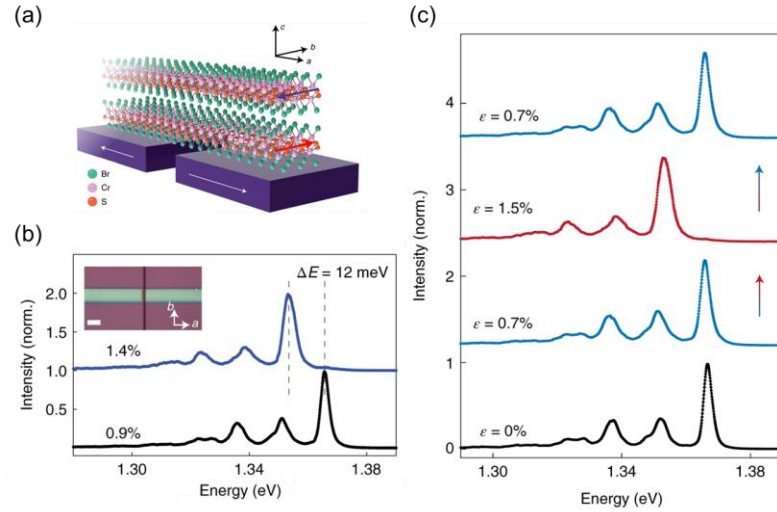 (a)
c
b
a
Br
Cr
S
(b)
ΔE = 12 meV
b
a
2.0
1.5
1.0
0.5
1.4%
0.9%
Intensity (norm.)
1.30
1.34
1.38
Energy (eV)
(c)
4
3
2
1
0
ε = 0.7%
ε = 1.5%
ε = 0.7%
ε = 0%
Intensity (norm.)
1.30
1.34
1.38
Energy (eV)